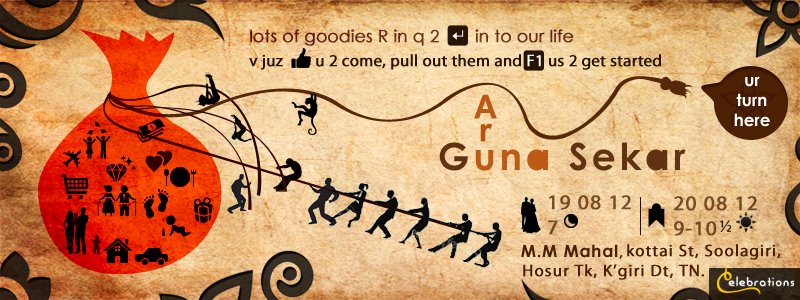 lots of goodies R in q 2 ↵ in to our life
v juz 👍 u 2 come, pull out them and F1 us 2 get started
ur
turn
here
A
r
Guna Sekar
19 08 12
7
20 08 12
9-10½
M.M Mahal, kottai St, Soolagiri,
Hosur Tk, K'giri Dt, TN.
Celebrations